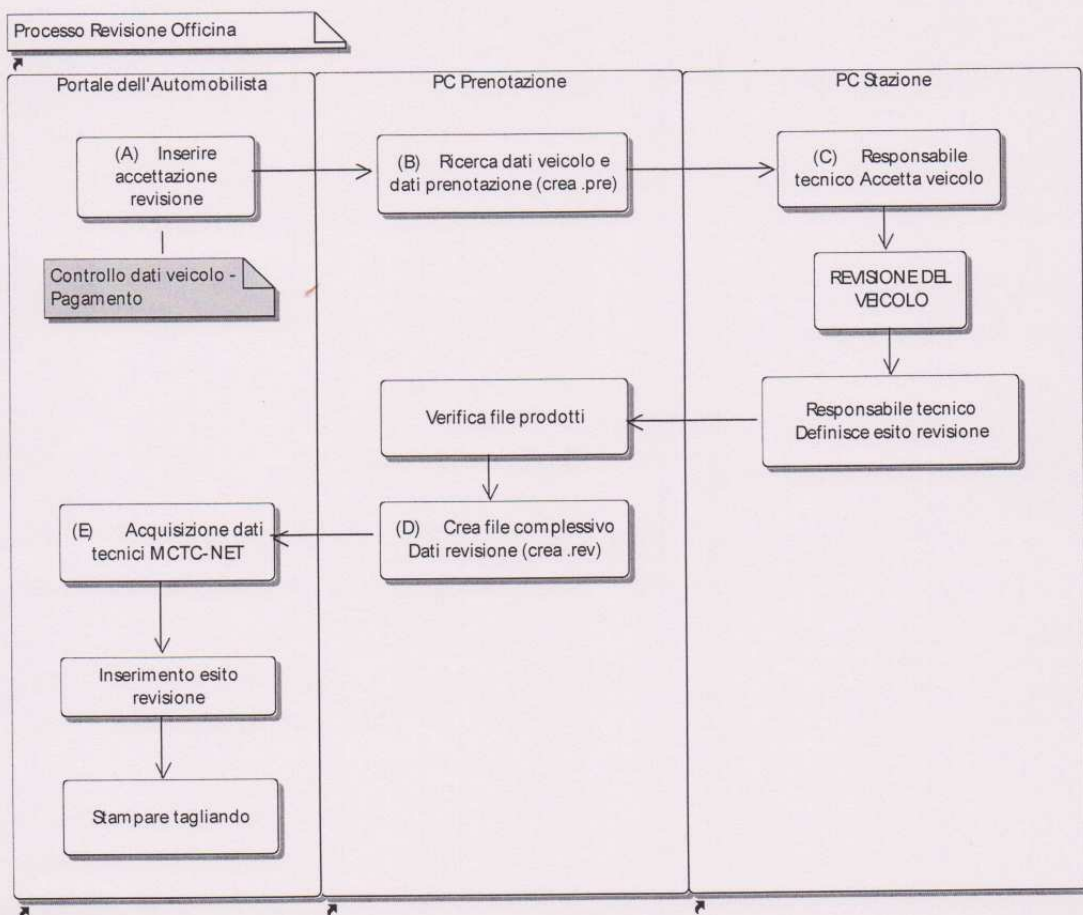 Processo Revisione Officina
Portale dell'Automobilista
PC Prenotazione
PC Stazione
(A) Inserire
accettazione
revisione
(B) Ricerca dati veicolo e
dati prenotazione (crea .pre)
(C) Responsabile
tecnico Accetta veicolo
Controllo dati veicolo -
Pagamento
REVISIONE DEL
VEICOLO
Verifica file prodotti
Responsabile tecnico
Definisce esito revisione
(E) Acquisizione dati
tecnici MCTC-NET
(D) Crea file complessivo
Dati revisione (crea .rev)
Inserimento esito
revisione
Stampare tagliando